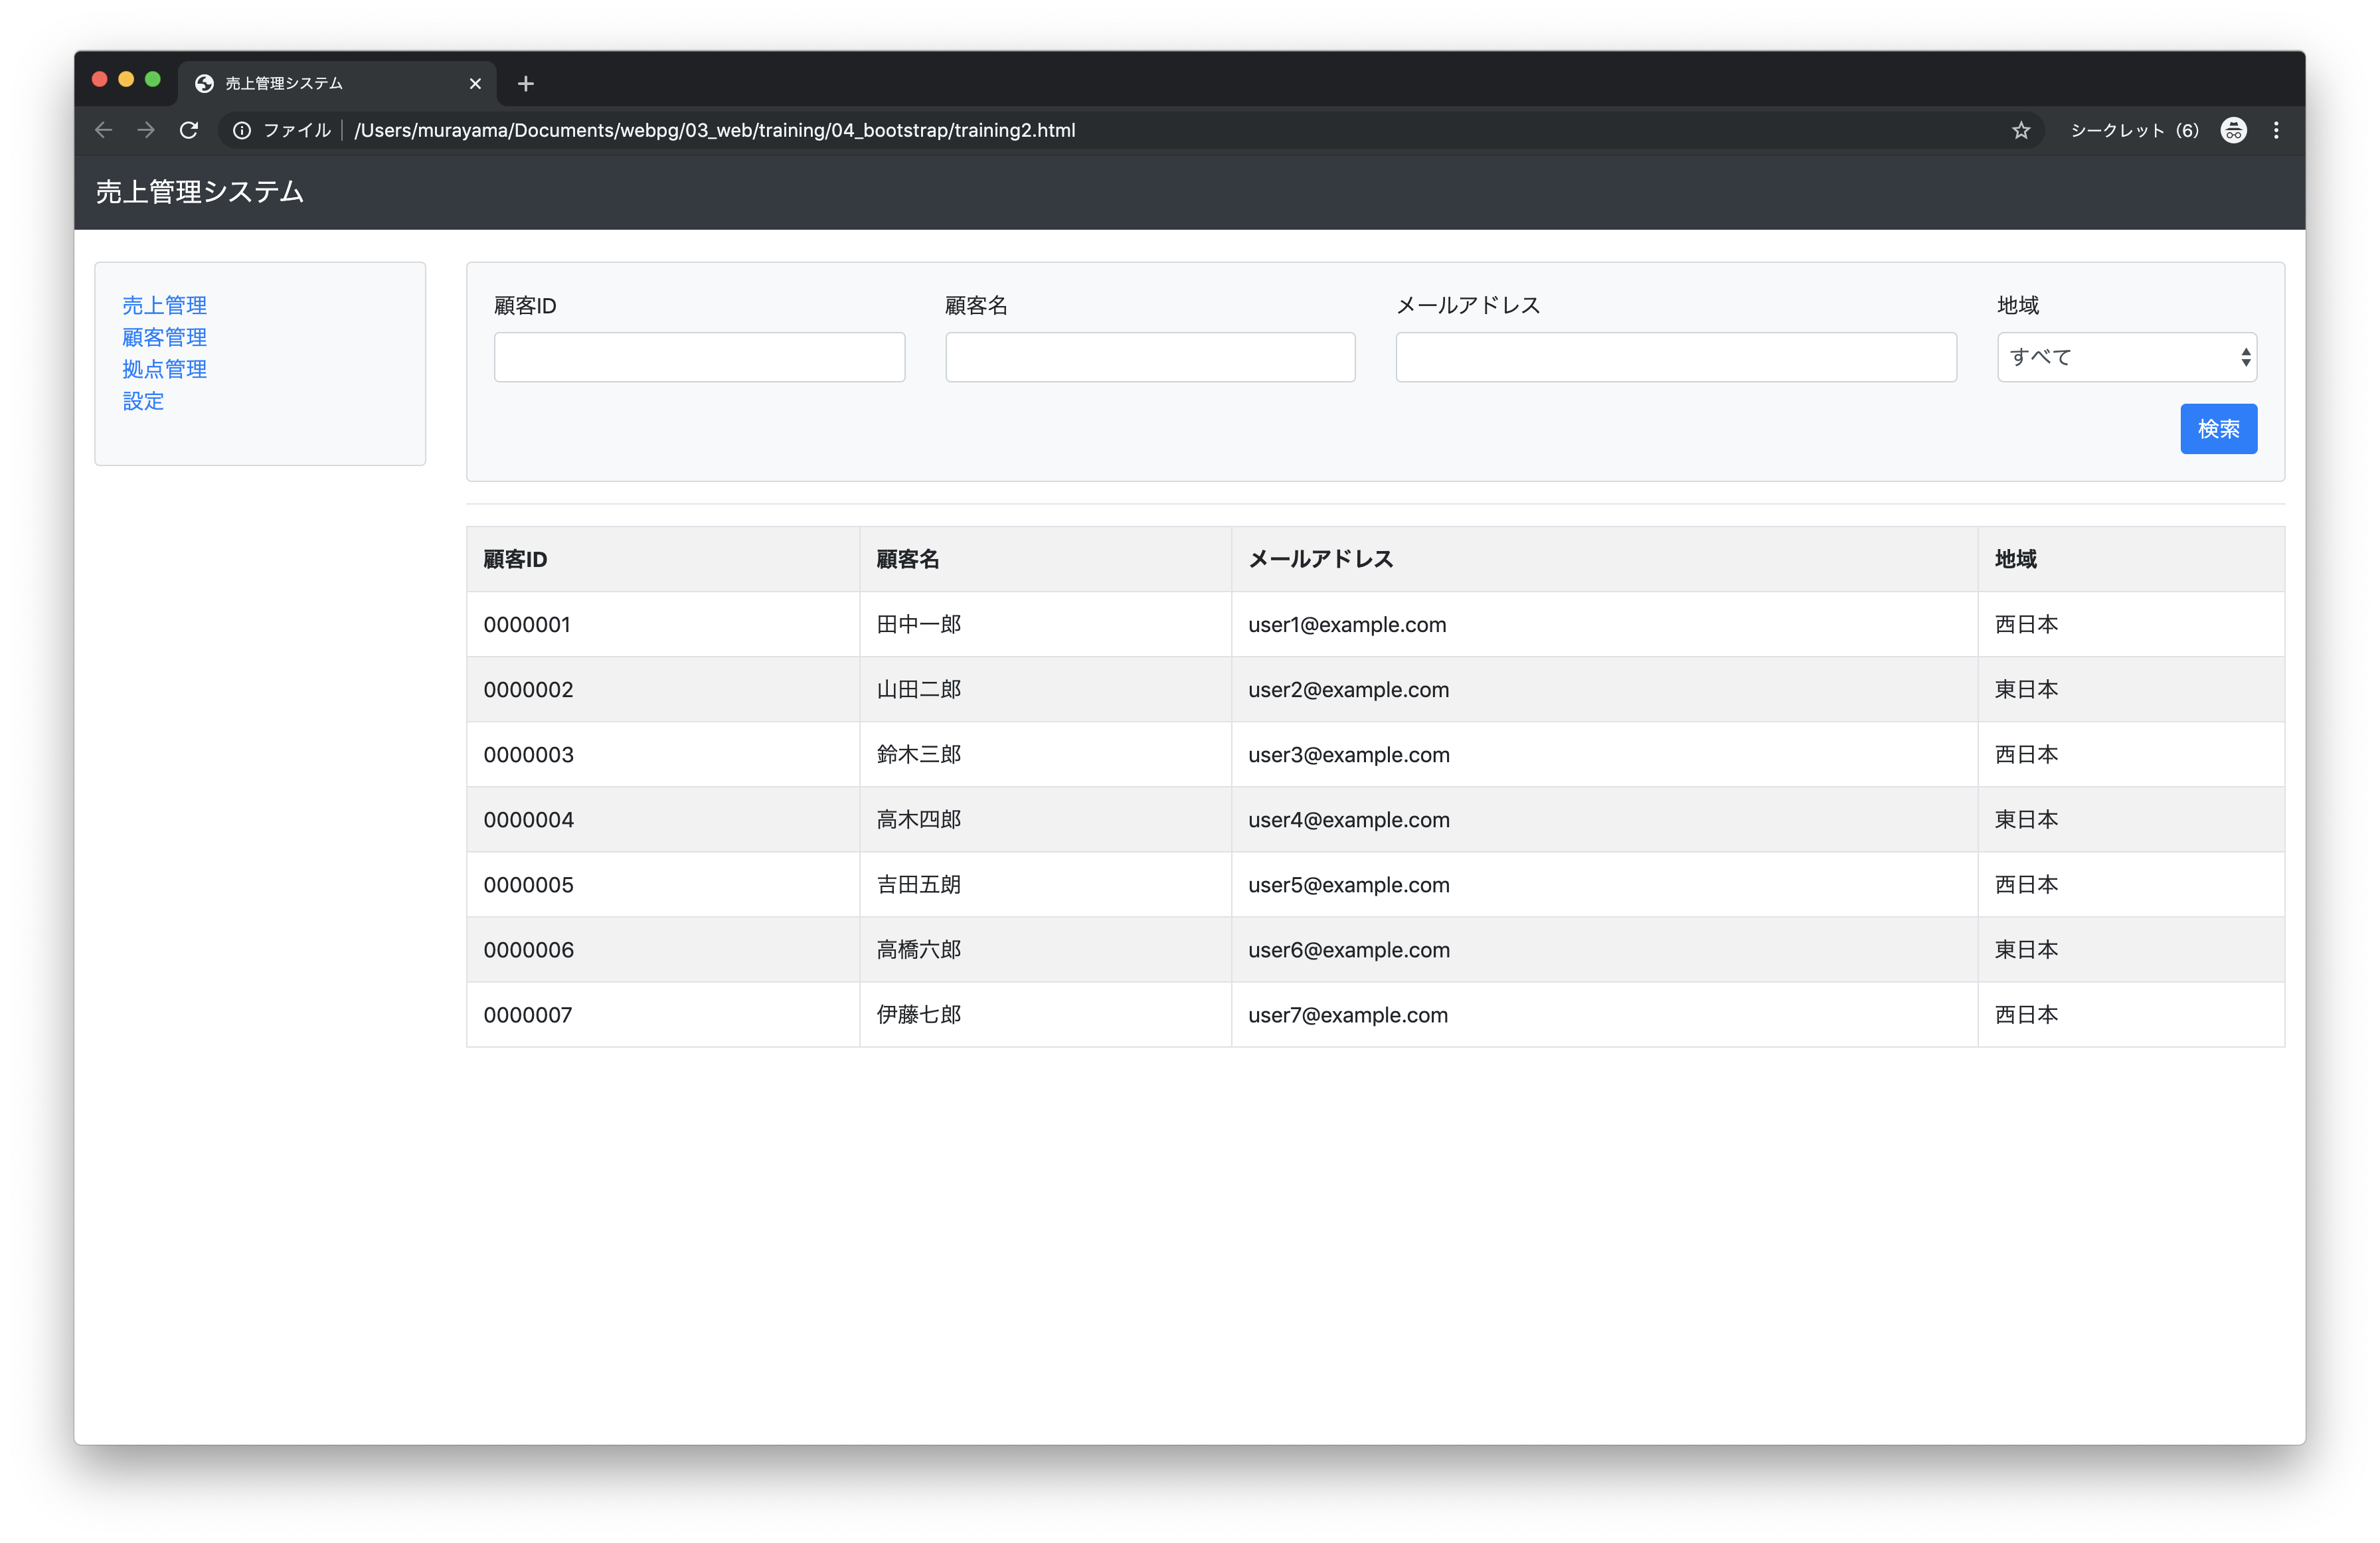 売上管理システム
ファイル /Users/murayama/Documents/webpg/03_web/training/04_bootstrap/training2.html シークレット (6)
売上管理システム
売上管理
顧客管理
拠点管理
設定
顧客ID 顧客名 メールアドレス 地域
すべて
検索
顧客ID 顧客名 メールアドレス 地域
0000001 田中一郎 user1@example.com 西日本
0000002 山田二郎 user2@example.com 東日本
0000003 鈴木三郎 user3@example.com 西日本
0000004 高木四郎 user4@example.com 東日本
0000005 吉田五朗 user5@example.com 西日本
0000006 高橋六郎 user6@example.com 東日本
0000007 伊藤七郎 user7@example.com 西日本